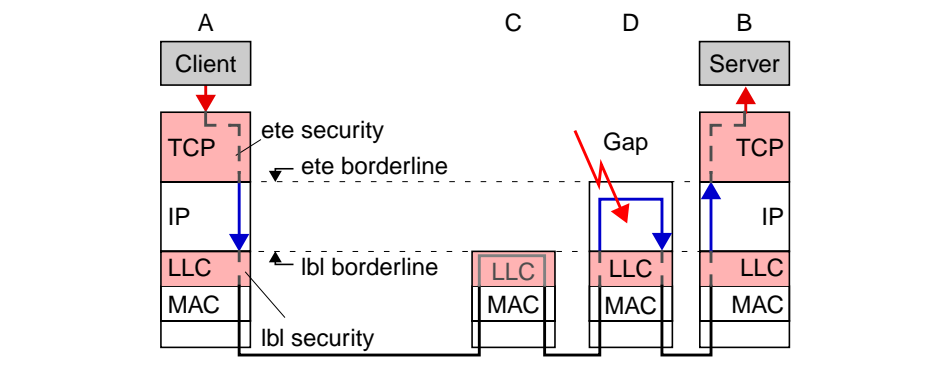 A
C
D
B
Client
Server
TCP
ete security
Gap
TCP
ete borderline
IP
IP
LLC
lbl borderline
LLC
LLC
LLC
MAC
MAC
MAC
MAC
lbl security